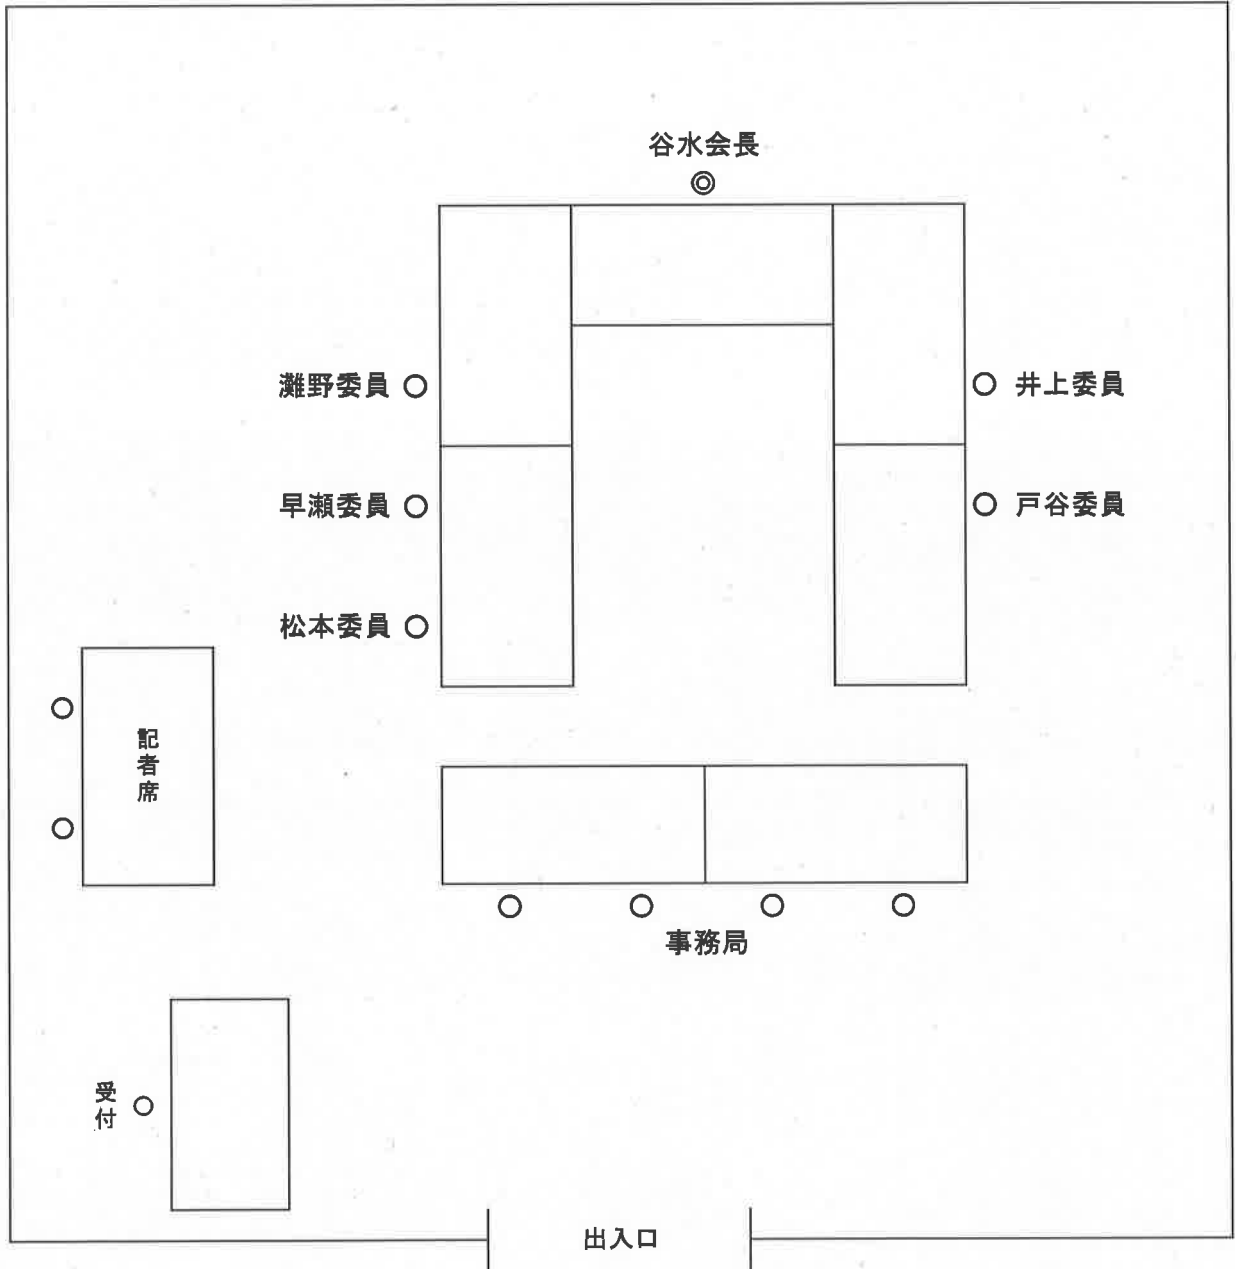 谷水会長
灘野委員
井上委員
早瀬委員
戸谷委員
松本委員
記者席
事務局
受付
出入口